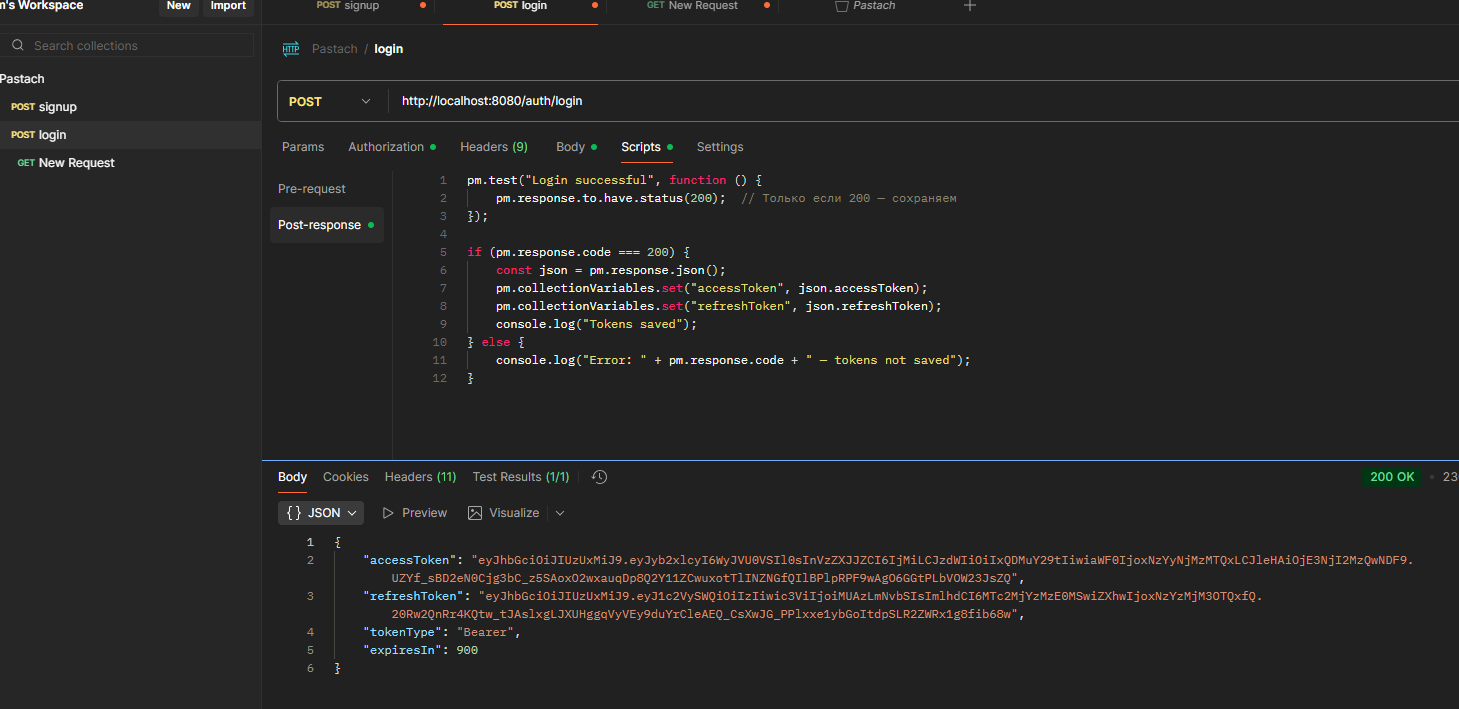 m's Workspace
New
Import
POST signup
POST login
GET New Request
Pastach
Search collections
Pastach
POST signup
POST login
GET New Request
HTTP Pastach / login
POST
http://localhost:8080/auth/login
Params
Authorization
Headers (9)
Body
Scripts
Settings
Pre-request
Post-response
1 pm.test("Login successful", function () {
2 pm.response.to.have.status(200); // Только если 200 — сохраняем
3 });
4
5 if (pm.response.code === 200) {
6 const json = pm.response.json();
7 pm.collectionVariables.set("accessToken", json.accessToken);
8 pm.collectionVariables.set("refreshToken", json.refreshToken);
9 console.log("Tokens saved");
10 } else {
11 console.log("Error: " + pm.response.code + " — tokens not saved");
12 }
Body
Cookies
Headers (11)
Test Results (1/1)
200 OK
23
{} JSON
Preview
Visualize
1 {
2 "accessToken": "eyJhbGciOiJIUzUxMiJ9.eyJyb2xlcyI6WyJVU0VSIl0sInVzZXJJZCI6IjMiLCJzdWIiOiIxQDMuY29tIiwiaWF0IjoxNzYyNjMzMTQxLCJleHAiOjE3NjI2MzQwNDF9.
UZYf_sBD2eN0Cjg3bC_z5SAoxO2wxauqDp8Q2Y11ZCwuxotTlINZNGfQIlBPlpRPF9wAgO6GGtPLbVOW23JsZQ",
3 "refreshToken": "eyJhbGciOiJIUzUxMiJ9.eyJ1c2VySWQiOiIzIiwic3ViIjoiMUAzLmNvbSIsImlhdCI6MTc2MjYzMzE0MSwiZXhwIjoxNzYzMjM3OTQxfQ.
20Rw2QnRr4KQtw_tJAslxgLJXUHggqVyVEy9duYrCleAEQ_CsXwJG_PPlxxe1ybGoItdpSLR2ZWRx1g8fib68w",
4 "tokenType": "Bearer",
5 "expiresIn": 900
6 }